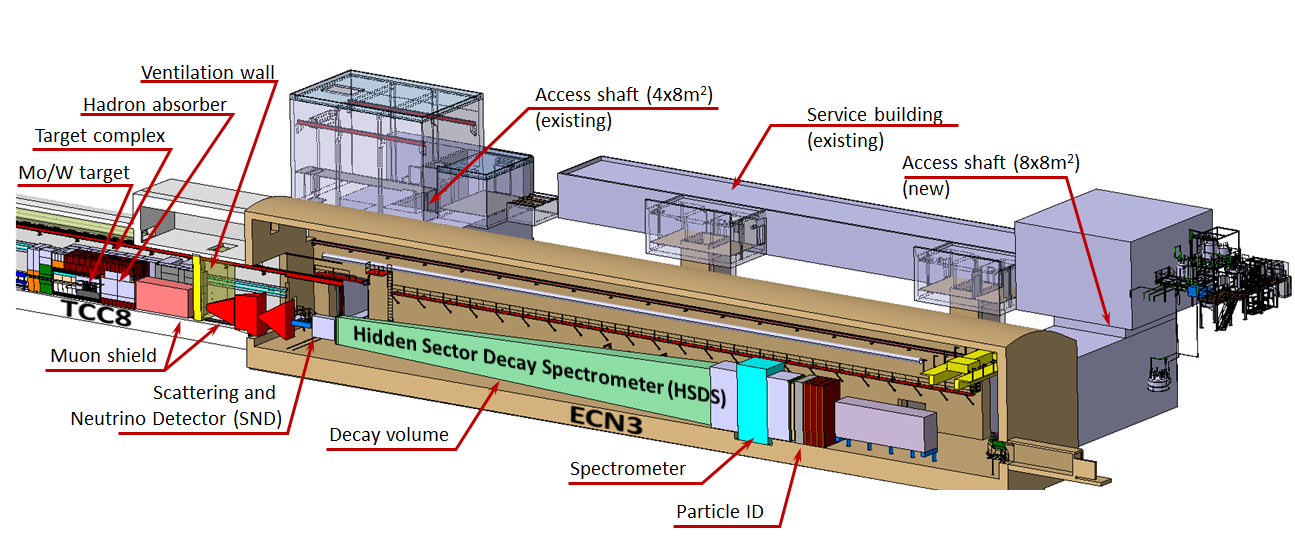 Ventilation wall
Hadron absorber
Target complex
Mo/W target
Access shaft (4x8m²)
(existing)
Service building
(existing)
Access shaft (8x8m²)
(new)
TCC8
Muon shield
Scattering and
Neutrino Detector (SND)
Hidden Sector Decay Spectrometer (HSDS)
ECN3
Decay volume
Spectrometer
Particle ID